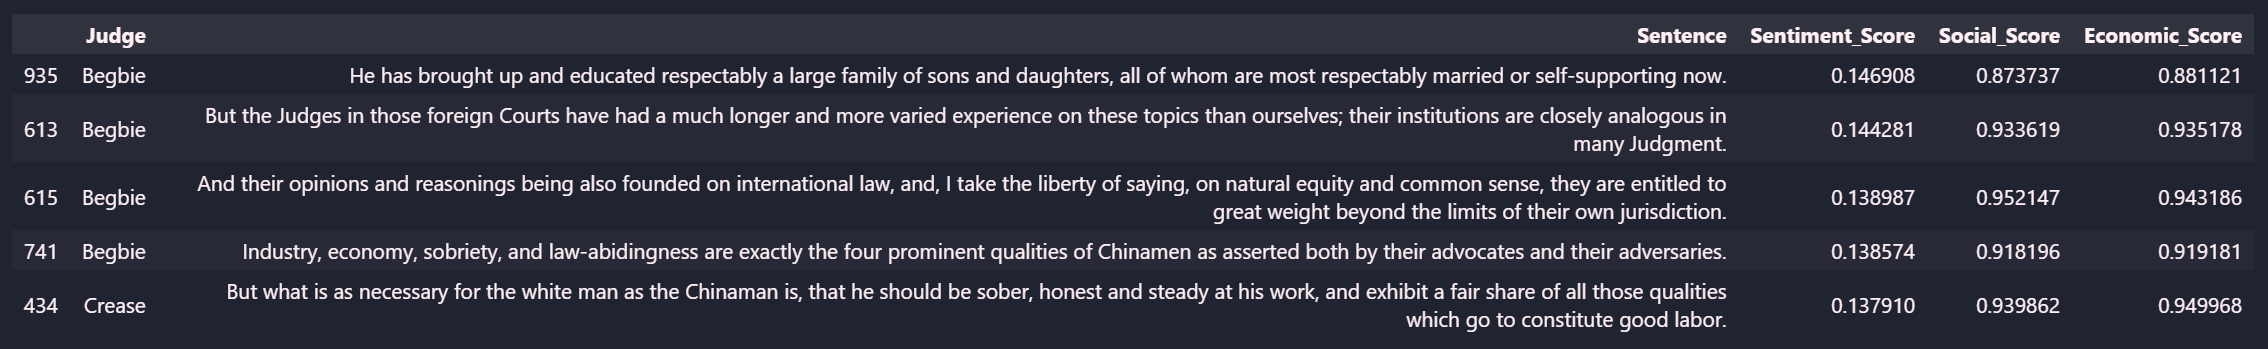 Judge Sentence Sentiment_Score Social_Score Economic_Score
935 Begbie He has brought up and educated respectably a large family of sons and daughters, all of whom are most respectably married or self-supporting now. 0.146908 0.873737 0.881121
But the Judges in those foreign Courts have had a much longer and more varied experience on these topics than ourselves; their institutions are closely analogous in
613 Begbie 0.144281 0.933619 0.935178
many Judgment.
And their opinions and reasonings being also founded on international law, and, I take the liberty of saying, on natural equity and common sense, they are entitled to
615 Begbie 0.138987 0.952147 0.943186
great weight beyond the limits of their own jurisdiction.
741 Begbie Industry, economy, sobriety, and law-abidingness are exactly the four prominent qualities of Chinamen as asserted both by their advocates and their adversaries. 0.138574 0.918196 0.919181
But what is as necessary for the white man as the Chinaman is, that he should be sober, honest and steady at his work, and exhibit a fair share of all those qualities
434 Crease 0.137910 0.939862 0.949968
which go to constitute good labor.